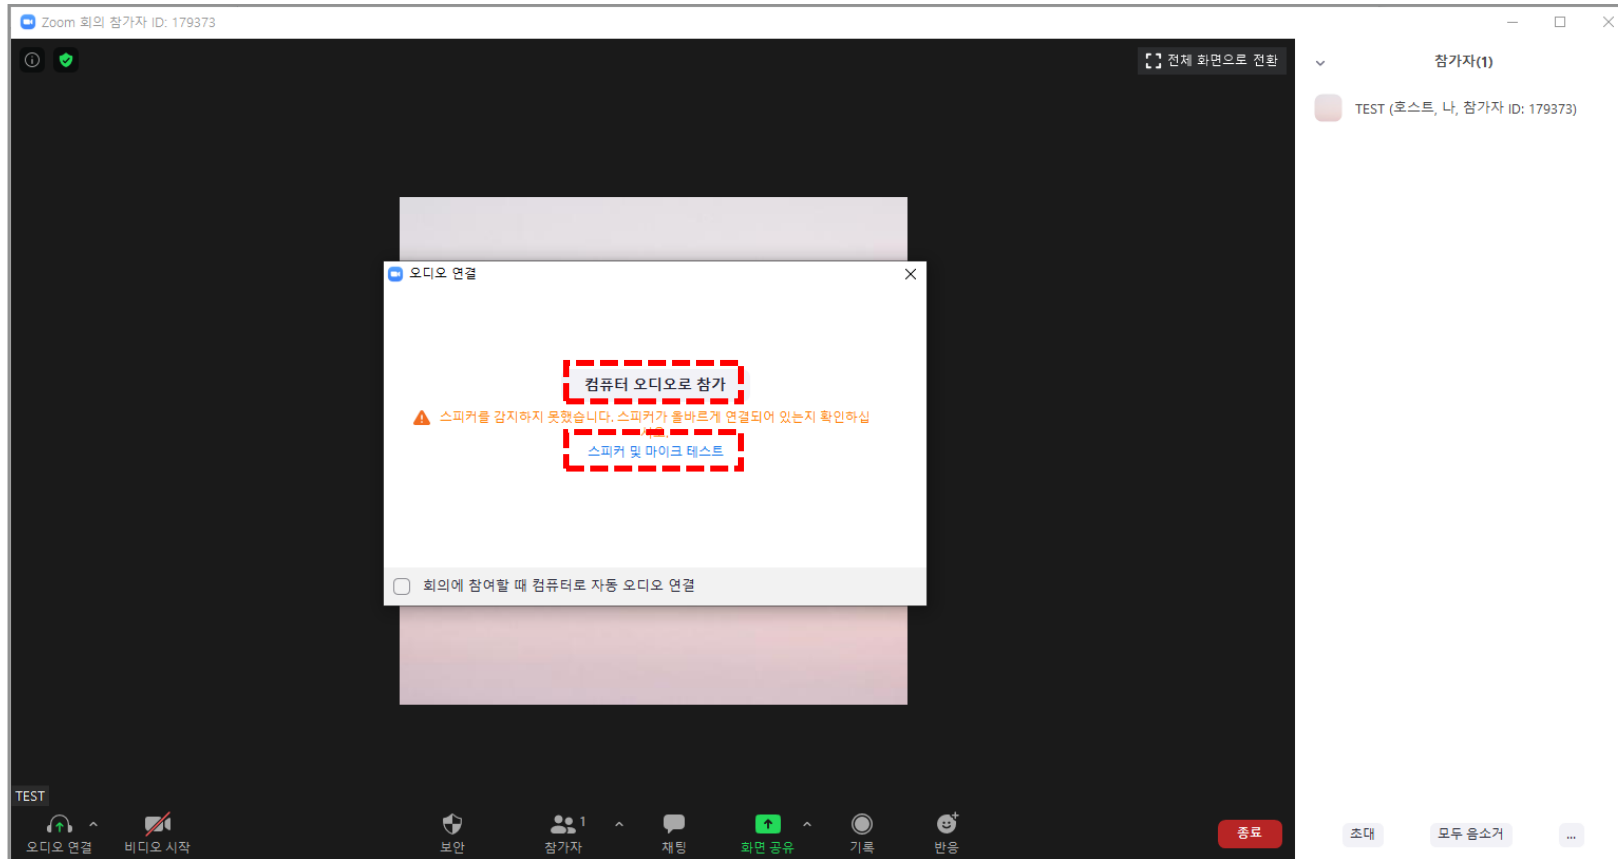 Zoom 회의 참가자 ID: 179373
전체 화면으로 전환
참가자(1)
TEST (호스트, 나, 참가자 ID: 179373)
오디오 연결
컴퓨터 오디오로 참가
스피커를 감지하지 못했습니다. 스피커가 올바르게 연결되어 있는지 확인하십
시오.
스피커 및 마이크 테스트
회의에 참여할 때 컴퓨터로 자동 오디오 연결
TEST
오디오 연결
비디오 시작
보안
1
참가자
채팅
화면 공유
기록
반응
종료
초대
모두 음소거
...